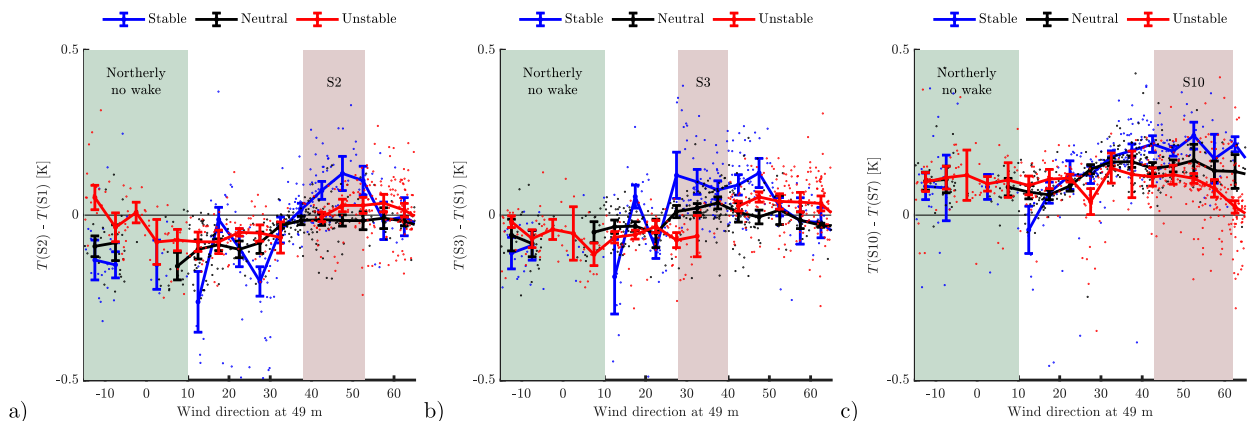 Stable Neutral Unstable
0.5
Northerly
no wake
S2
T(S2) - T(S1) [K]
0
-0.5
-10 0 10 20 30 40 50 60
Wind direction at 49 m
a)
Stable Neutral Unstable
0.5
Northerly
no wake
S3
T(S3) - T(S1) [K]
0
-0.5
-10 0 10 20 30 40 50 60
Wind direction at 49 m
b)
Stable Neutral Unstable
0.5
Northerly
no wake
S10
T(S10) - T(S7) [K]
0
-0.5
-10 0 10 20 30 40 50 60
Wind direction at 49 m
c)